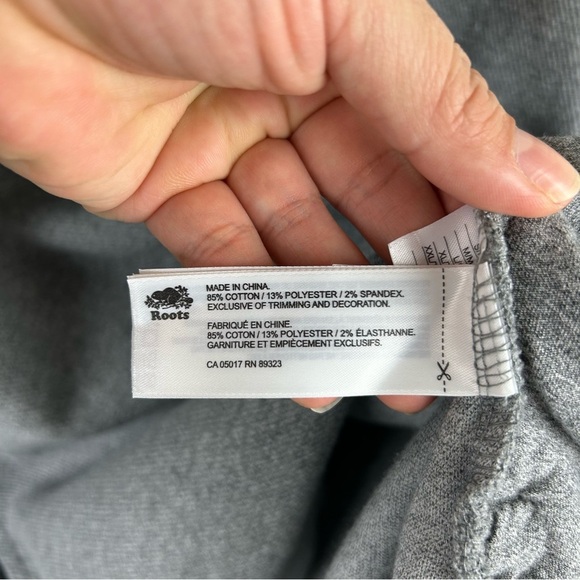 Roots
MADE IN CHINA.
85% COTTON / 13% POLYESTER / 2% SPANDEX.
EXCLUSIVE OF TRIMMING AND DECORATION.
FABRIQUÉ EN CHINE.
85% COTON / 13% POLYESTER / 2% ÉLASTHANNE.
GARNITURE ET EMPIÈCEMENT EXCLUSIFS.
CA 05017 RN 89323